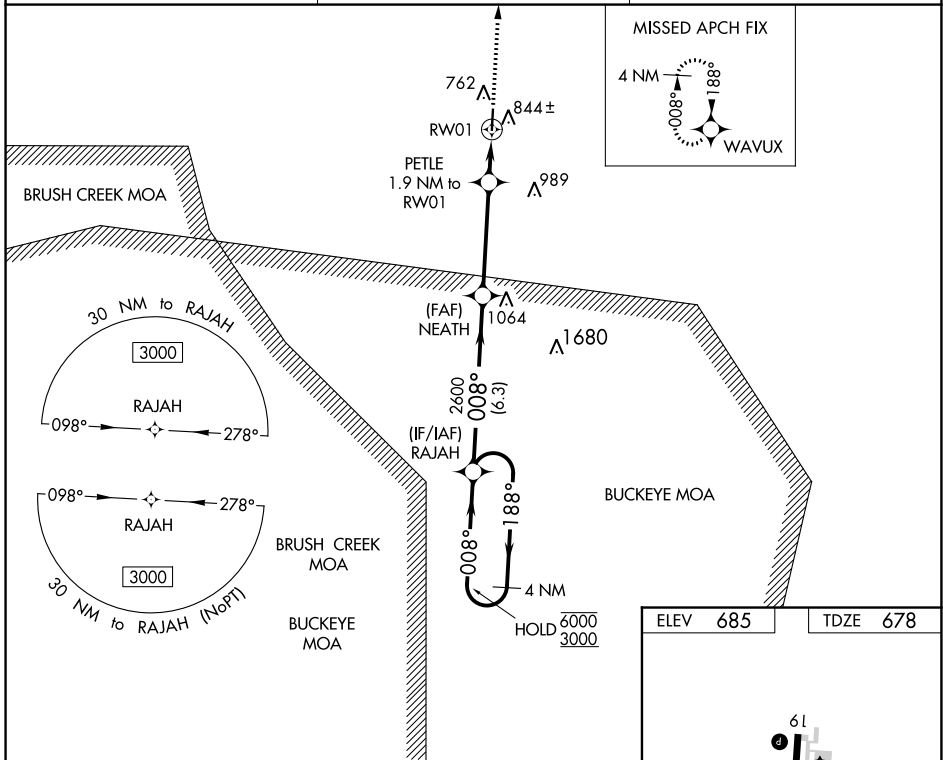 MISSED APCH FIX
4 NM
008°
188°
WAVUX
762
844±
RW01
PETLE
1.9 NM to
RW01
989
BRUSH CREEK MOA
(FAF)
NEATH
1064
1680
30 NM to RAJAH
3000
RAJAH
098°
278°
2600
008°
(6.3)
(IF/IAF)
RAJAH
098°
278°
RAJAH
3000
30 NM to RAJAH (NoPT)
BRUSH CREEK
MOA
BUCKEYE
MOA
BUCKEYE MOA
008°
188°
4 NM
HOLD 6000
3000
ELEV 685
TDZE 678
19
P